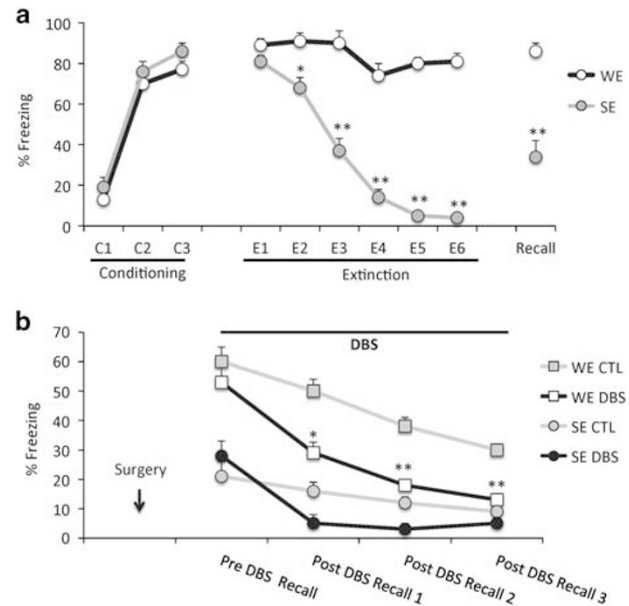 a
% Freezing
100
80
60
40
20
0
* ** ** ** ** **
WE
SE
C1 C2 C3 E1 E2 E3 E4 E5 E6 Recall
Conditioning Extinction
b
% Freezing
70
60
50
40
30
20
10
0
DBS
Surgery
* ** **
WE CTL
WE DBS
SE CTL
SE DBS
Pre DBS Recall
Post DBS Recall 1
Post DBS Recall 2
Post DBS Recall 3